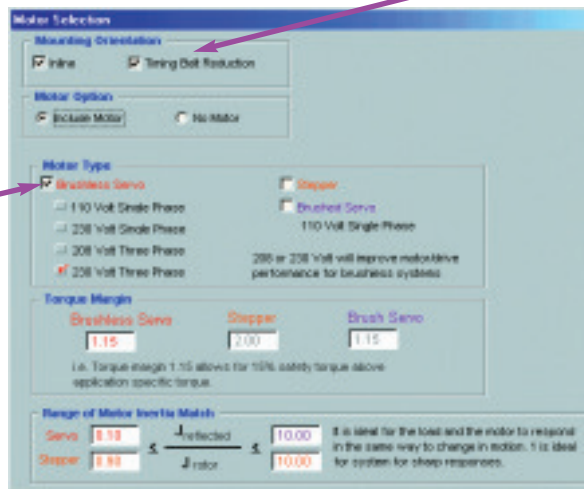 Motor Selection
Mounting Orientation
Inline Timing Belt Reduction
Motor Option
Include Motor No Motor
Motor Type
Brushless Servo Stepper
110 Volt Single Phase Brushed Servo
230 Volt Single Phase 110 Volt Single Phase
208 Volt Three Phase 208 or 230 Volt will improve motor/drive
230 Volt Three Phase performance for brushless systems
Torque Margin
Brushless Servo Stepper Brush Servo
1.15 2.00 1.15
i.e. Torque margin 1.15 allows for 15% safety torque above
application specific torque.
Range of Motor Inertia Match
Servo 0.10 ≤ J reflected ≤ 10.00 It is ideal for the load and the motor to respond
in the same way to change in motion. 1 is ideal
Stepper 0.90 J rotor 10.00 for system for sharp responses.